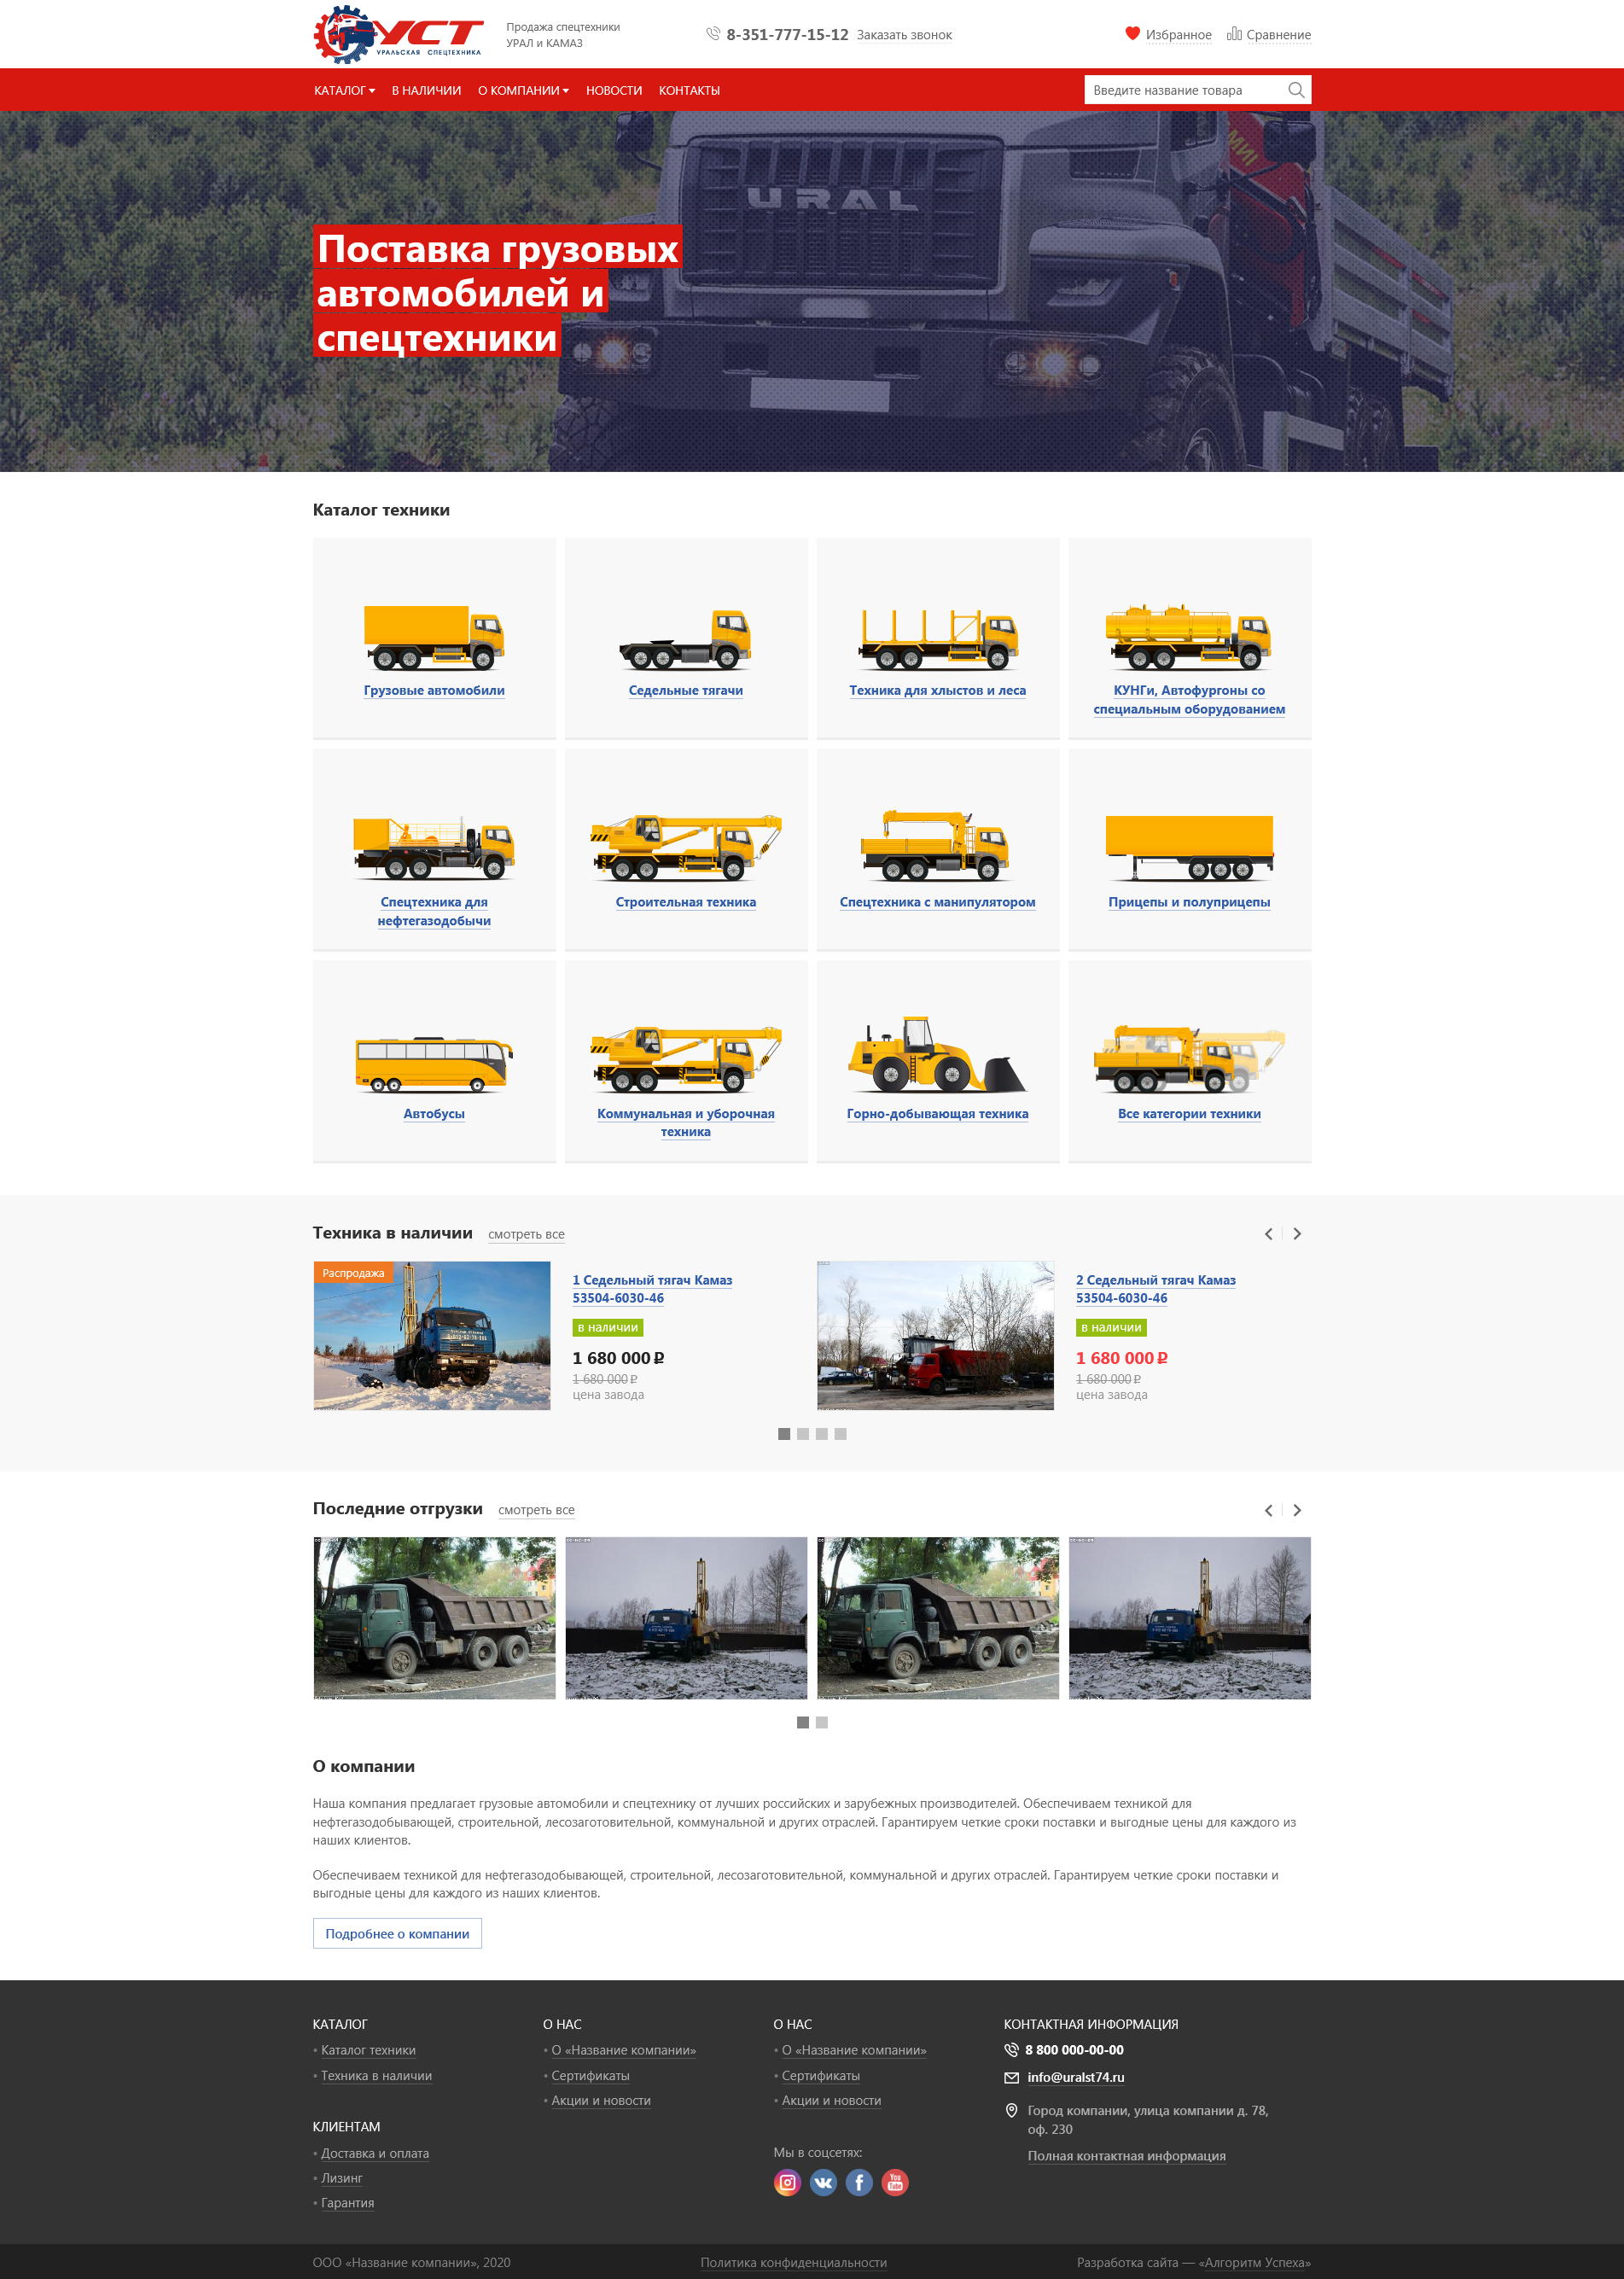 УСТ
УРАЛЬСКАЯ СПЕЦТЕХНИКА
Продажа спецтехники
УРАЛ и КАМАЗ
8-351-777-15-12 Заказать звонок
Избранное
Сравнение
КАТАЛОГ
В НАЛИЧИИ
О КОМПАНИИ
НОВОСТИ
КОНТАКТЫ
Введите название товара
URAL
Поставка грузовых
автомобилей и
спецтехники
Каталог техники
Грузовые автомобили
Седельные тягачи
Техника для хлыстов и леса
КУНГи, Автофургоны со
специальным оборудованием
Спецтехника для
нефтегазодобычи
Строительная техника
Спецтехника с манипулятором
Прицепы и полуприцепы
Автобусы
Коммунальная и уборочная
техника
Горно-добывающая техника
Все категории техники
Техника в наличии
смотреть все
Распродажа
1 Седельный тягач Камаз
53504-6030-46
в наличии
1 680 000 ₽
1 680 000 ₽
цена завода
2 Седельный тягач Камаз
53504-6030-46
в наличии
1 680 000 ₽
1 680 000 ₽
цена завода
Последние отгрузки
смотреть все
О компании
Наша компания предлагает грузовые автомобили и спецтехнику от лучших российских и зарубежных производителей. Обеспечиваем техникой для
нефтегазодобывающей, строительной, лесозаготовительной, коммунальной и других отраслей. Гарантируем четкие сроки поставки и выгодные цены для каждого из
наших клиентов.
Обеспечиваем техникой для нефтегазодобывающей, строительной, лесозаготовительной, коммунальной и других отраслей. Гарантируем четкие сроки поставки и
выгодные цены для каждого из наших клиентов.
Подробнее о компании
КАТАЛОГ
• Каталог техники
• Техника в наличии
КЛИЕНТАМ
• Доставка и оплата
• Лизинг
• Гарантия
О НАС
• О «Название компании»
• Сертификаты
• Акции и новости
О НАС
• О «Название компании»
• Сертификаты
• Акции и новости
Мы в соцсетях:
You
Tube
КОНТАКТНАЯ ИНФОРМАЦИЯ
8 800 000-00-00
info@uralst74.ru
Город компании, улица компании д. 78,
оф. 230
Полная контактная информация
ООО «Название компании», 2020
Политика конфиденциальности
Разработка сайта — «Алгоритм Успеха»